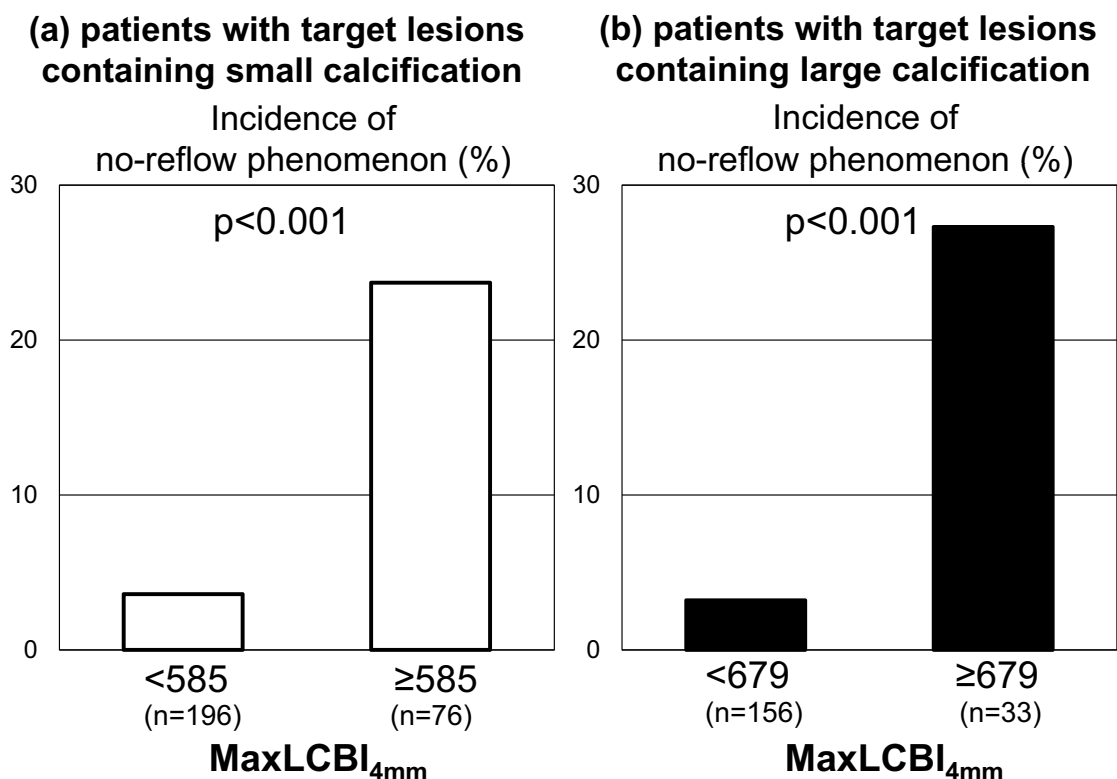 (a) patients with target lesions
containing small calcification
Incidence of
no-reflow phenomenon (%)
30
20
10
0
p<0.001
<585
(n=196)
≥585
(n=76)
MaxLCBI4mm
(b) patients with target lesions
containing large calcification
Incidence of
no-reflow phenomenon (%)
30
20
10
0
p<0.001
<679
(n=156)
≥679
(n=33)
MaxLCBI4mm